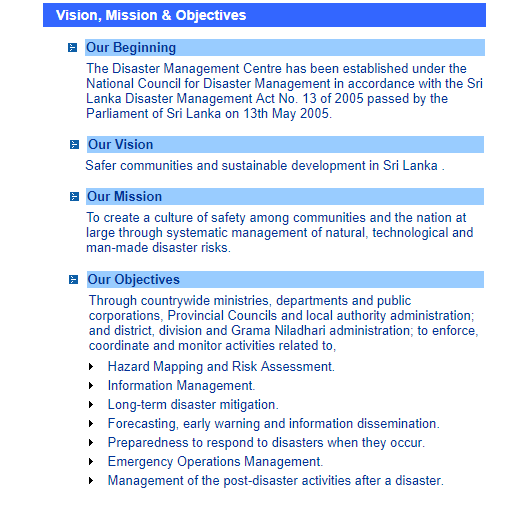 Vision, Mission & Objectives
Our Beginning
The Disaster Management Centre has been established under the
National Council for Disaster Management in accordance with the Sri
Lanka Disaster Management Act No. 13 of 2005 passed by the
Parliament of Sri Lanka on 13th May 2005.
Our Vision
Safer communities and sustainable development in Sri Lanka .
Our Mission
To create a culture of safety among communities and the nation at
large through systematic management of natural, technological and
man-made disaster risks.
Our Objectives
Through countrywide ministries, departments and public
corporations, Provincial Councils and local authority administration;
and district, division and Grama Niladhari administration; to enforce,
coordinate and monitor activities related to,
Hazard Mapping and Risk Assessment.
Information Management.
Long-term disaster mitigation.
Forecasting, early warning and information dissemination.
Preparedness to respond to disasters when they occur.
Emergency Operations Management.
Management of the post-disaster activities after a disaster.